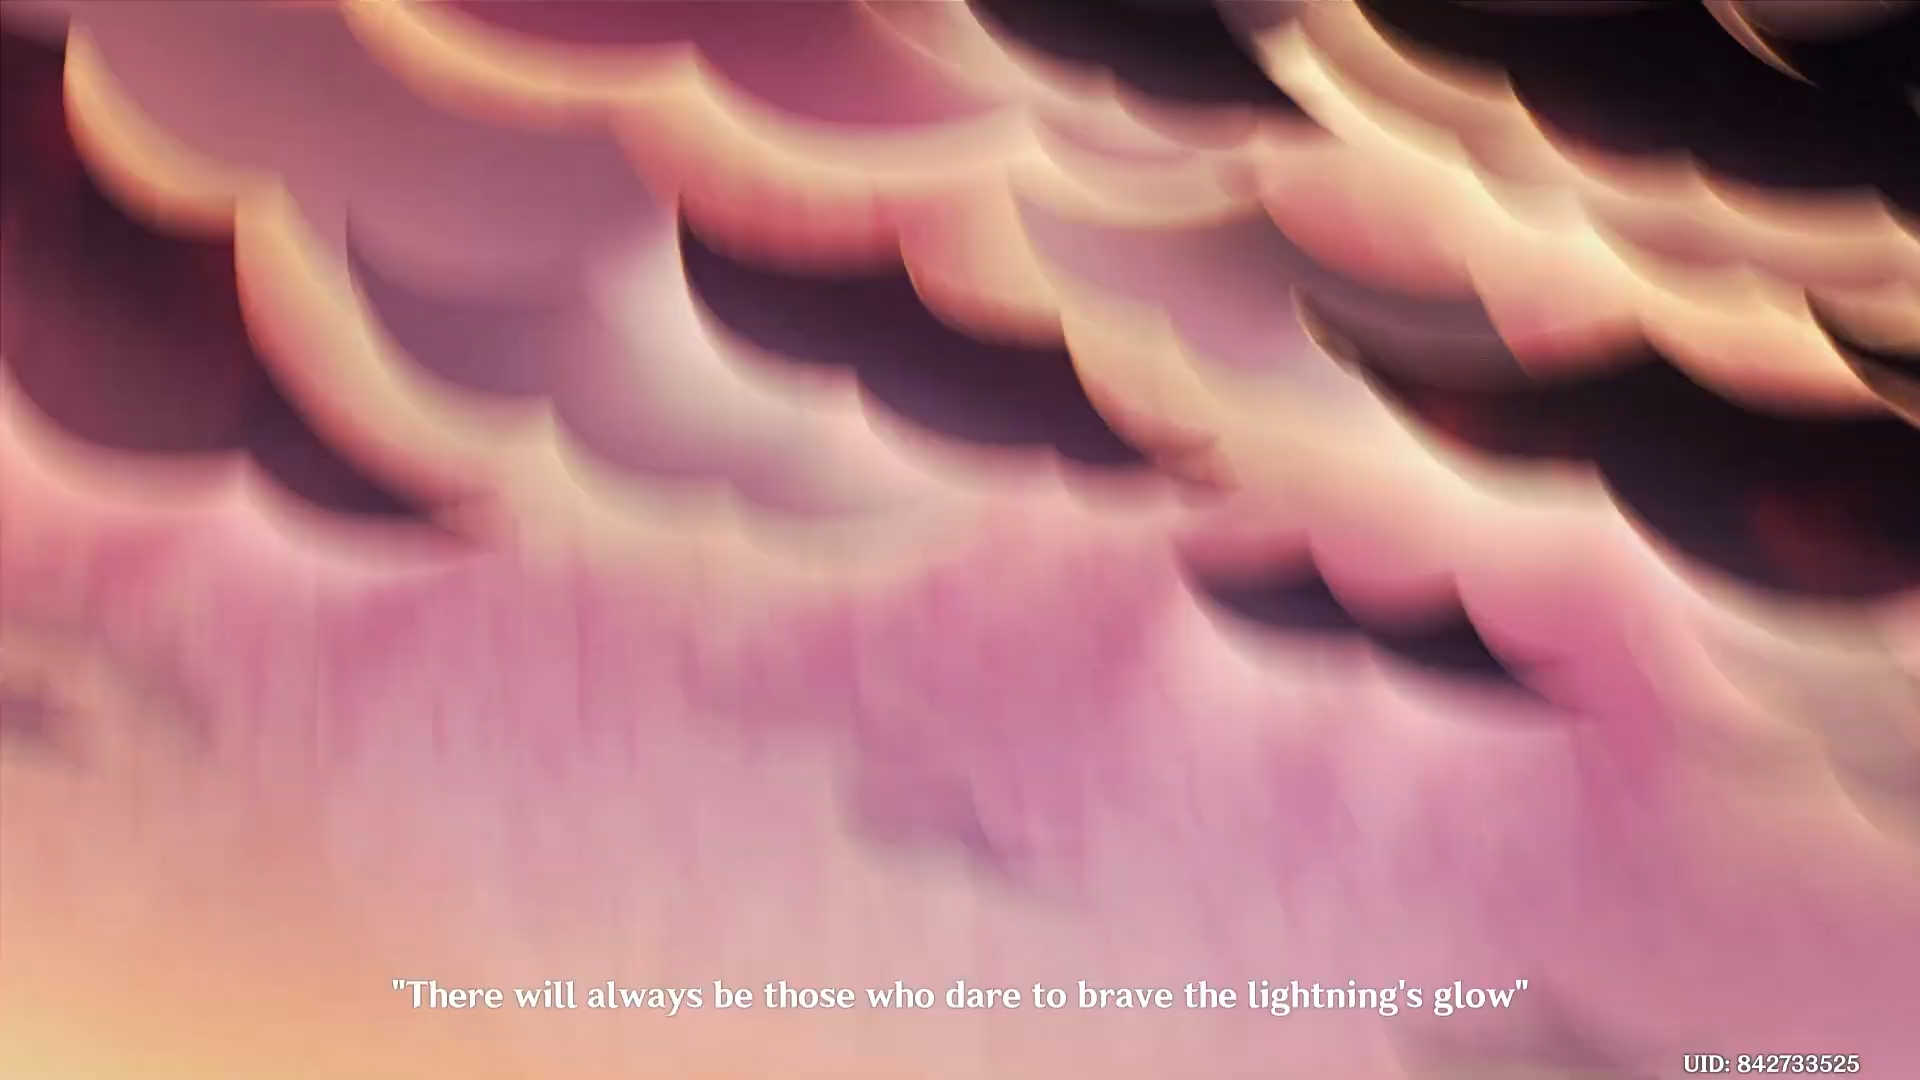 "There will always be those who dare to brave the lightning's glow"
UID: 842733525